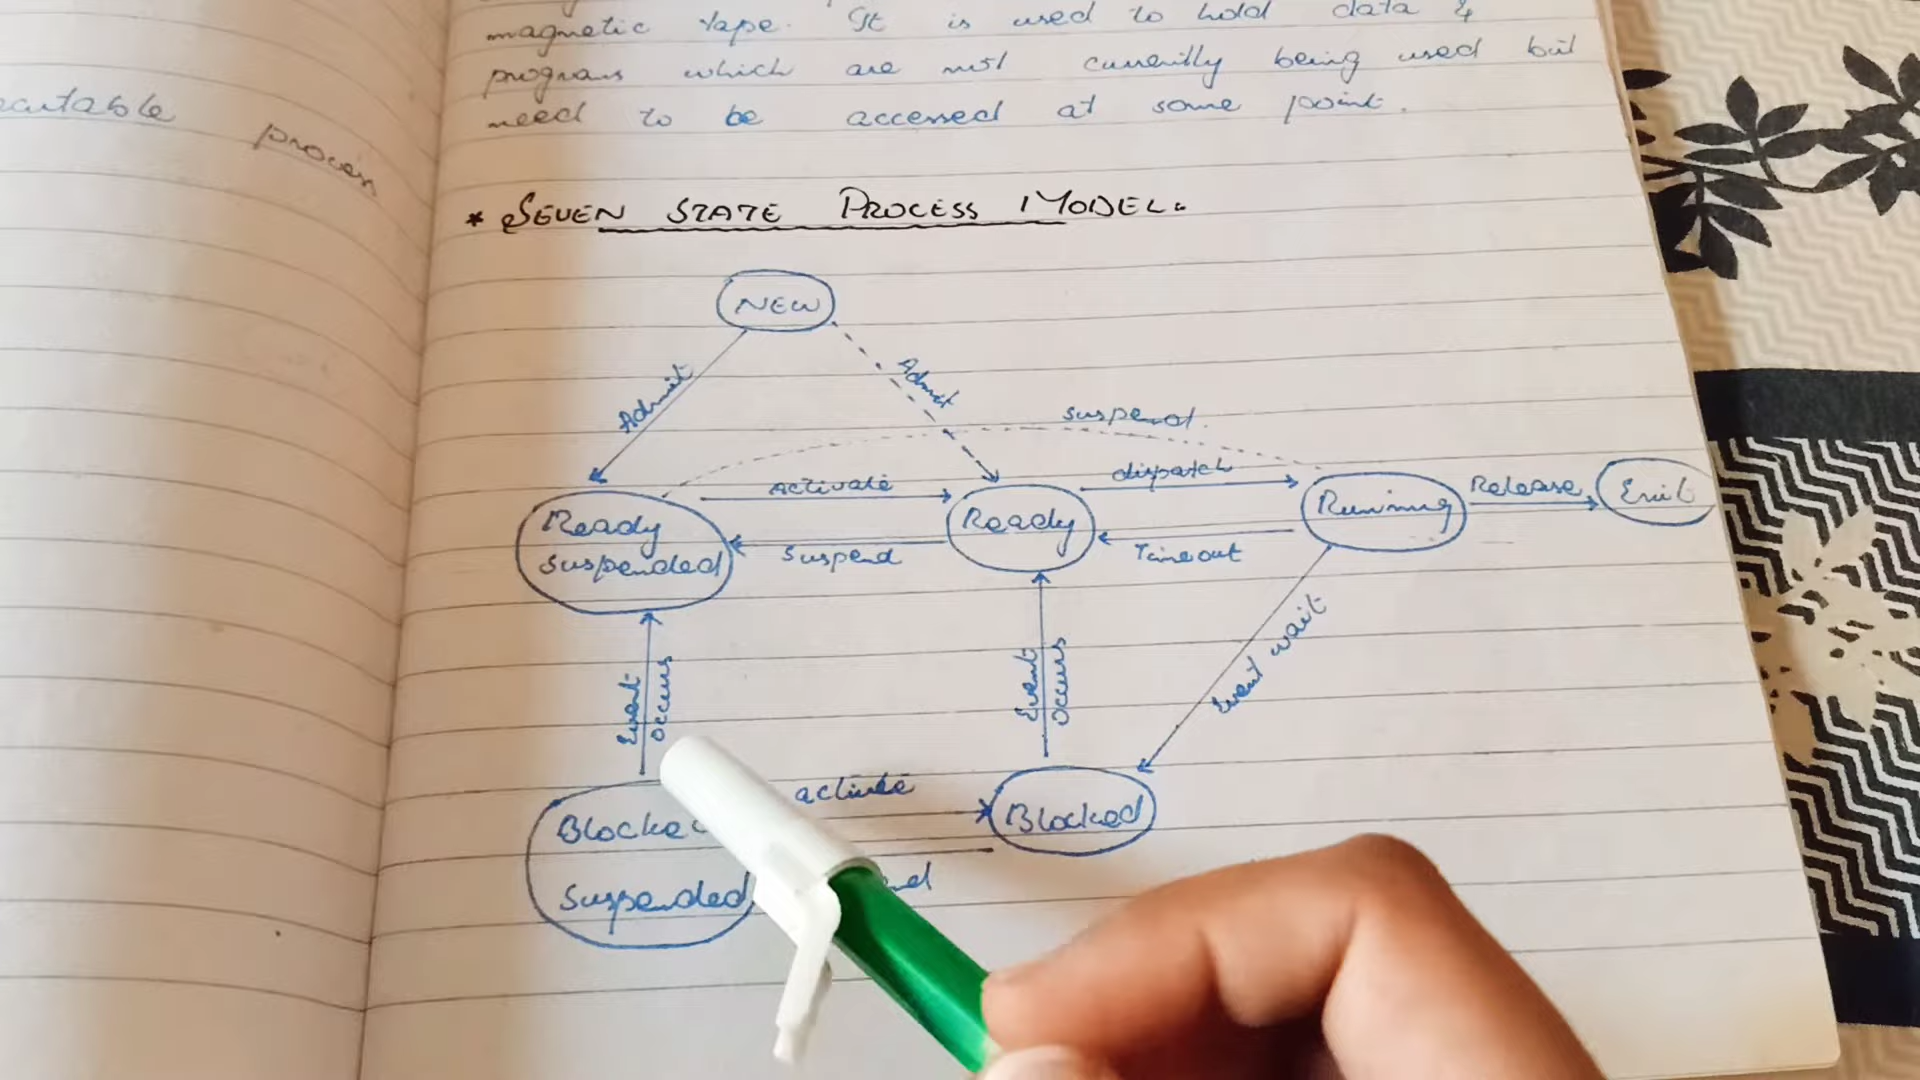 magnetic tape. It is used to hold data &
programs which are not currently being used but
need to be accessed at some point.
process
* SEVEN STATE PROCESS MODEL.
NEW
Admit
Admit
suspend
Activate
dispatch
Release
Ready
suspended
Ready
Running
Exit
Suspend
Timeout
Event
occurs
Event
occurs
Event wait
activate
Blocked
Suspended
Blocked